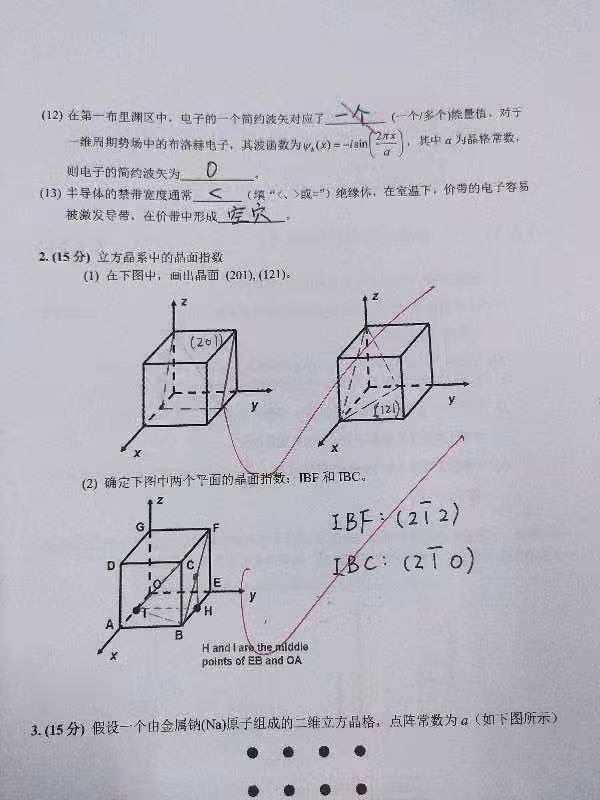 (12) 在第一布里渊区中，电子的一个简约波矢对应了 一个 (一个/多个)能量值，对于
一维周期势场中的布洛赫电子，其波函数为ψₖ(x)=-isin(2πx/a)，其中 a 为晶格常数，
则电子的简约波矢为 0 。
(13) 半导体的禁带宽度通常 < （填“<、>或=”）绝缘体，在室温下，价带的电子容易
被激发导带，在价带中形成 空穴 。
2. (15 分) 立方晶系中的晶面指数
(1) 在下图中，画出晶面 (201), (121)。
z
(201)
y
x
z
(121)
y
x
(2) 确定下图中两个平面的晶面指数：IBF 和 IBC。
z
G
F
D
C
O
E
y
I
H
A
B
x
H and I are the middle
points of EB and OA
IBF: (2 1̄ 2)
IBC: (2 1̄ 0)
3. (15 分) 假设一个由金属钠(Na)原子组成的二维立方晶格，点阵常数为 a（如下图所示）